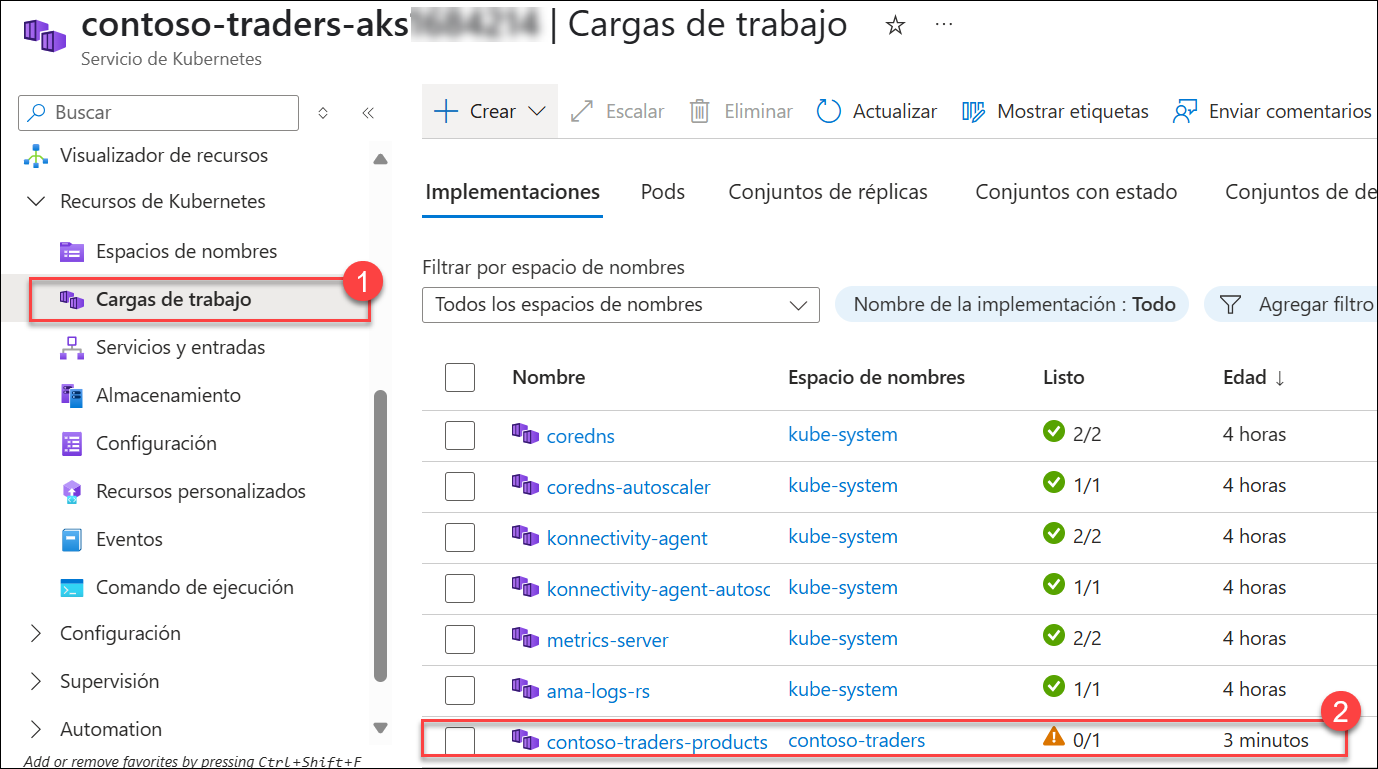 contoso-traders-aks | Cargas de trabajo
Servicio de Kubernetes
Buscar
Visualizador de recursos
Recursos de Kubernetes
Espacios de nombres
Cargas de trabajo
1
Servicios y entradas
Almacenamiento
Configuración
Recursos personalizados
Eventos
Comando de ejecución
Configuración
Supervisión
Automation
Add or remove favorites by pressing Ctrl+Shift+F
Crear Escalar Eliminar Actualizar Mostrar etiquetas Enviar comentarios
Implementaciones Pods Conjuntos de réplicas Conjuntos con estado Conjuntos de de
Filtrar por espacio de nombres
Todos los espacios de nombres Nombre de la implementación : Todo Agregar filtro
Nombre Espacio de nombres Listo Edad ↓
coredns kube-system 2/2 4 horas
coredns-autoscaler kube-system 1/1 4 horas
konnectivity-agent kube-system 2/2 4 horas
konnectivity-agent-autosc kube-system 1/1 4 horas
metrics-server kube-system 2/2 4 horas
ama-logs-rs kube-system 1/1 4 horas
2
contoso-traders-products contoso-traders 0/1 3 minutos